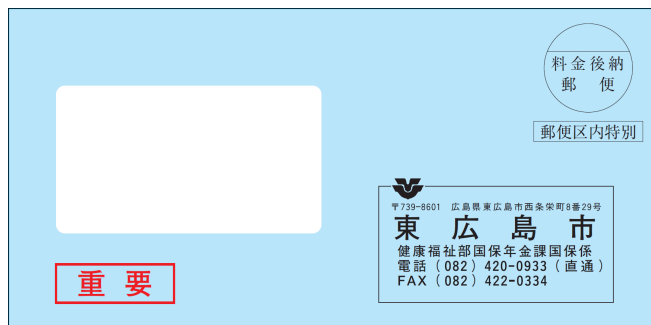 料金後納
郵便
郵便区内特別
〒739-8601 広島県東広島市西条栄町8番29号
東広島市
健康福祉部国保年金課国保係
電話(082)420-0933(直通)
FAX(082)422-0334
重要